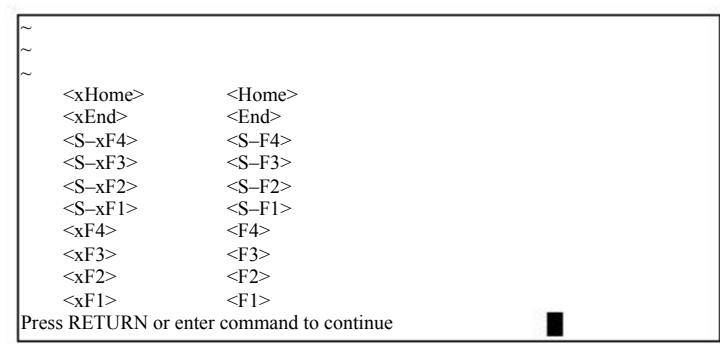 ~
~
~
<xHome> <Home>
<xEnd> <End>
<S–xF4> <S–F4>
<S–xF3> <S–F3>
<S–xF2> <S–F2>
<S–xF1> <S–F1>
<xF4> <F4>
<xF3> <F3>
<xF2> <F2>
<xF1> <F1>
Press RETURN or enter command to continue